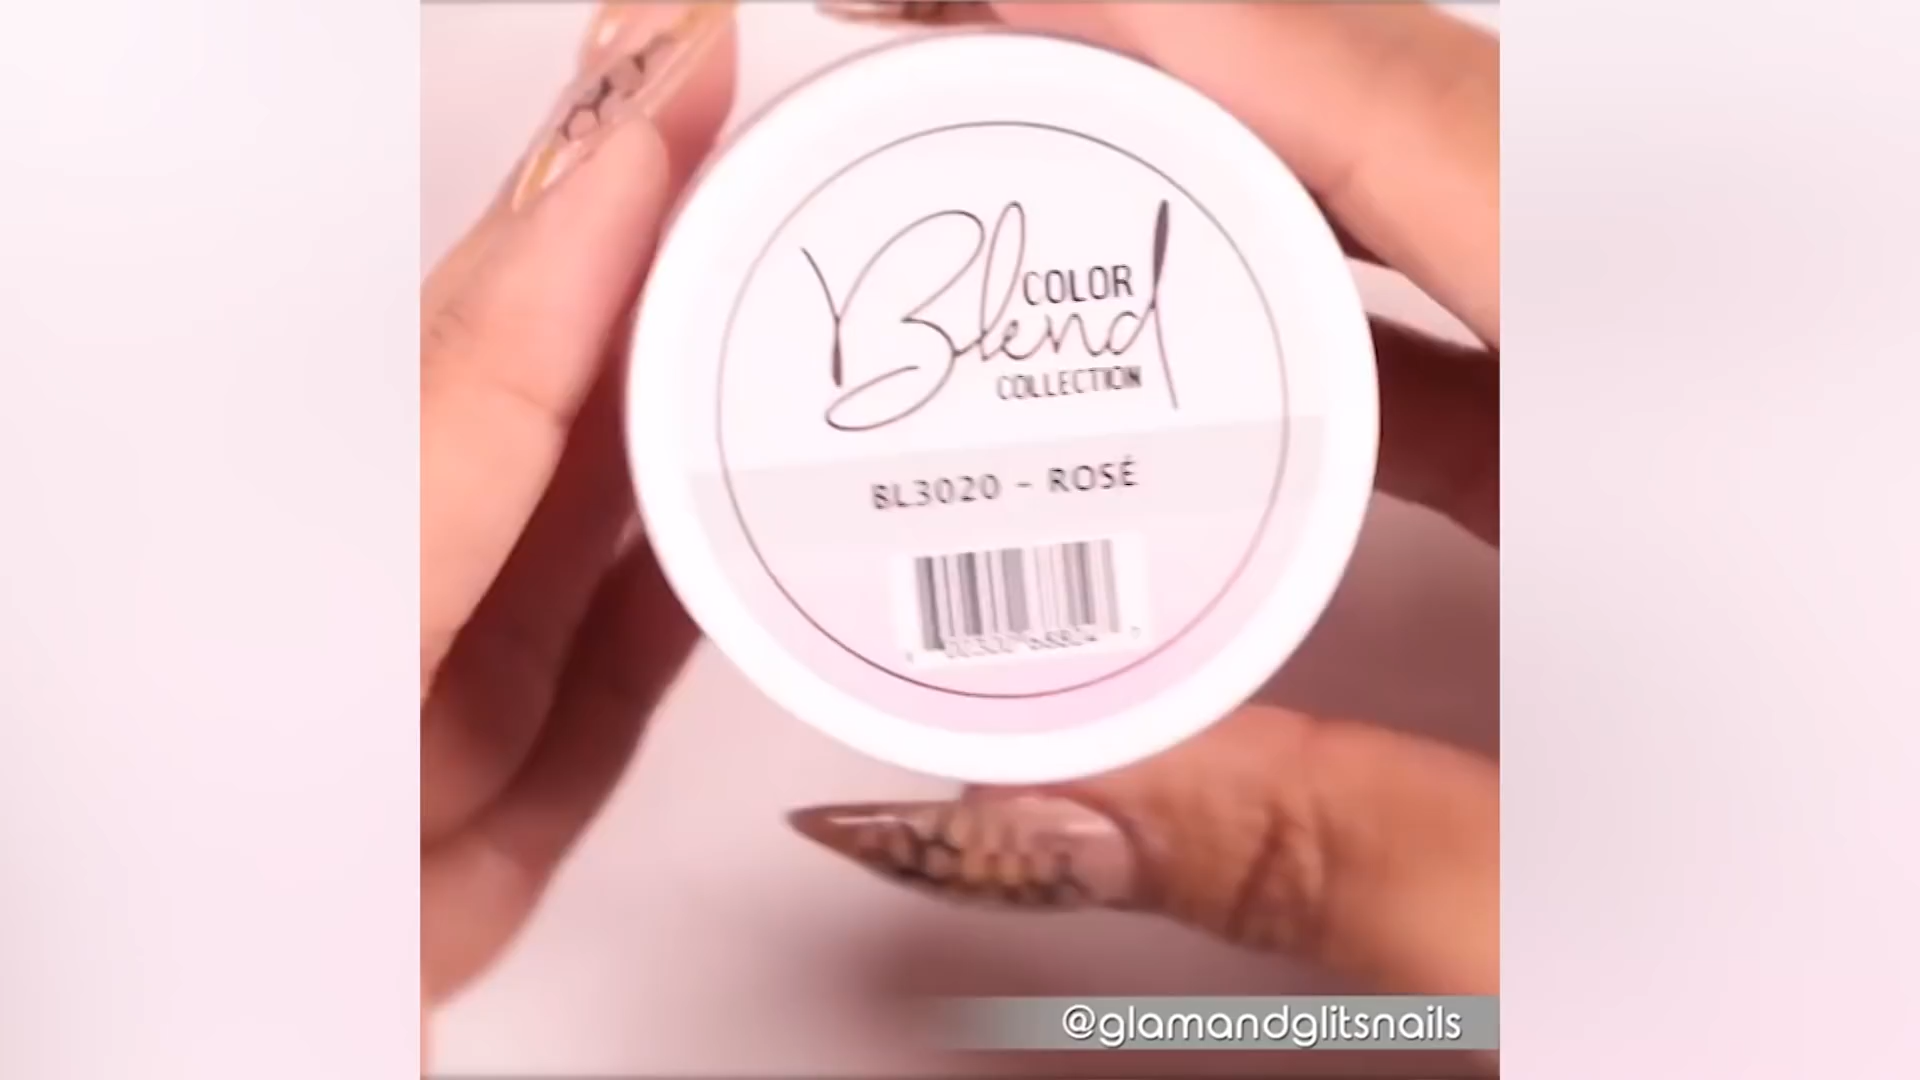 COLOR
Blend
COLLECTION
BL3020 - ROSÉ
@glamandglitsnails